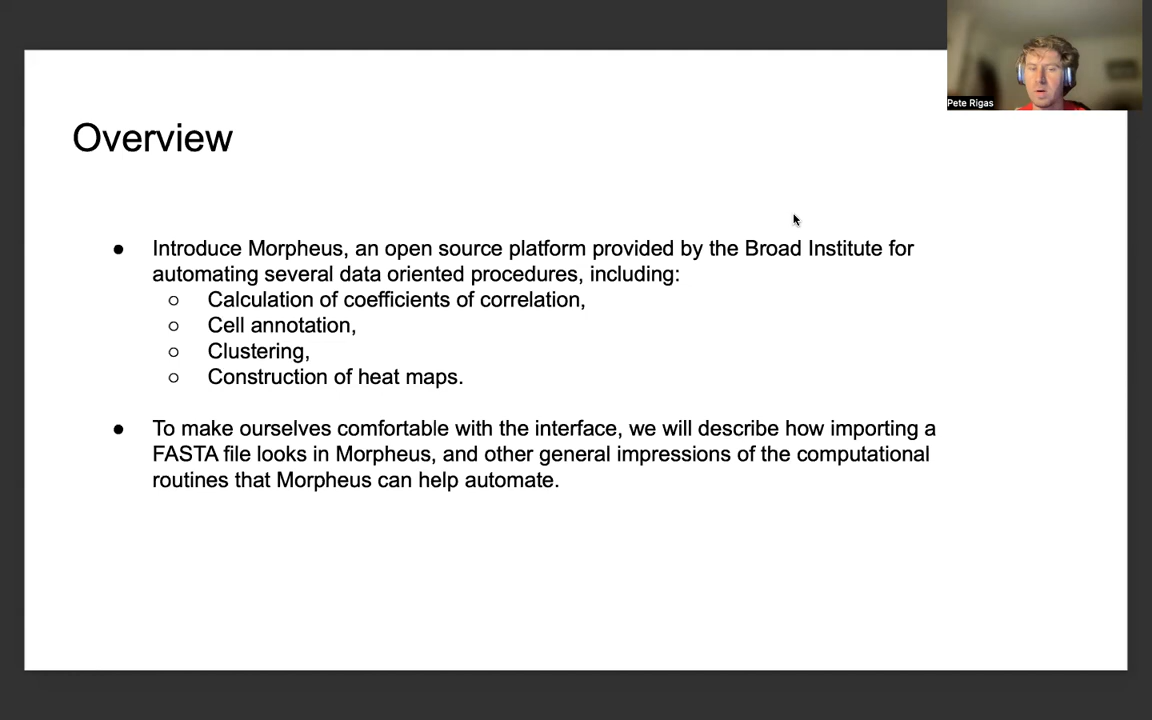 Pete Rigas
Overview
● Introduce Morpheus, an open source platform provided by the Broad Institute for
automating several data oriented procedures, including:
○ Calculation of coefficients of correlation,
○ Cell annotation,
○ Clustering,
○ Construction of heat maps.
● To make ourselves comfortable with the interface, we will describe how importing a
FASTA file looks in Morpheus, and other general impressions of the computational
routines that Morpheus can help automate.